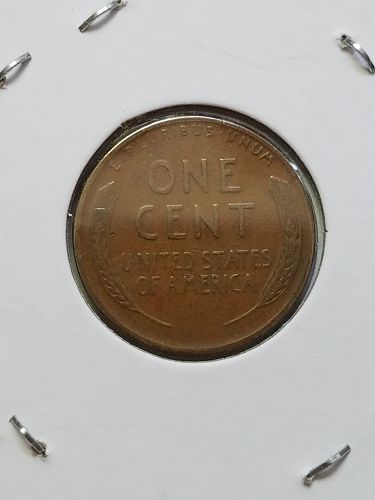 E · PLURIBUS · UNUM
ONE
CENT
UNITED STATES
OF AMERICA